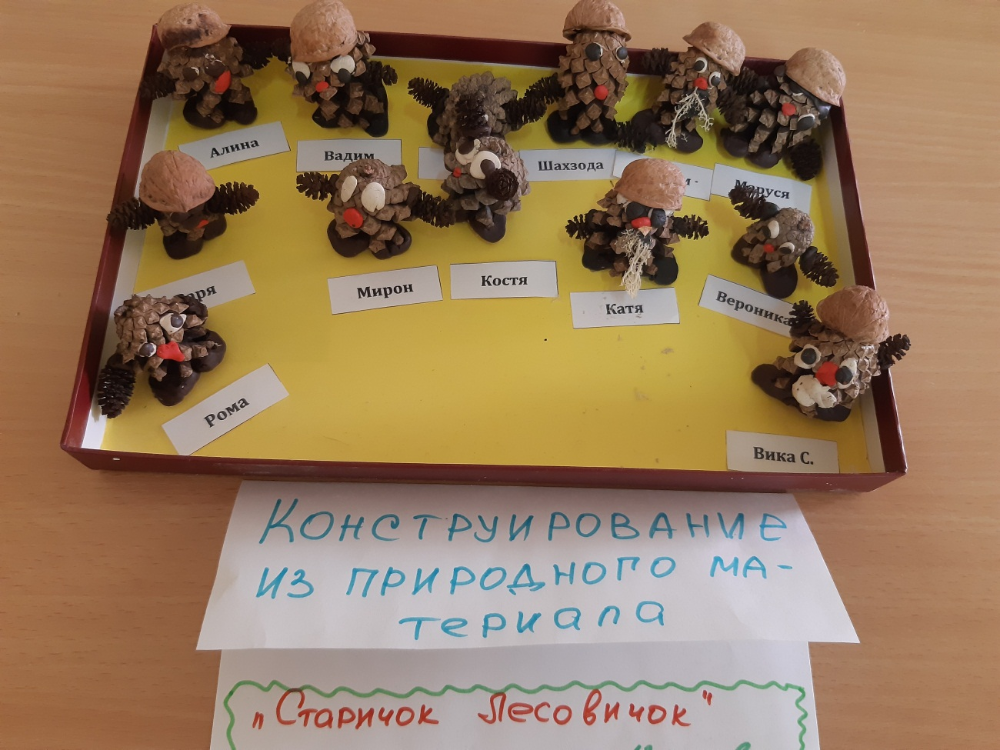 Алина
Вадим
Шахзода
Маруся
Мирон
Костя
Катя
Вероника
Рома
Вика С.
Конструирование
из природного ма-
териала
"Старичок Лесовичок"